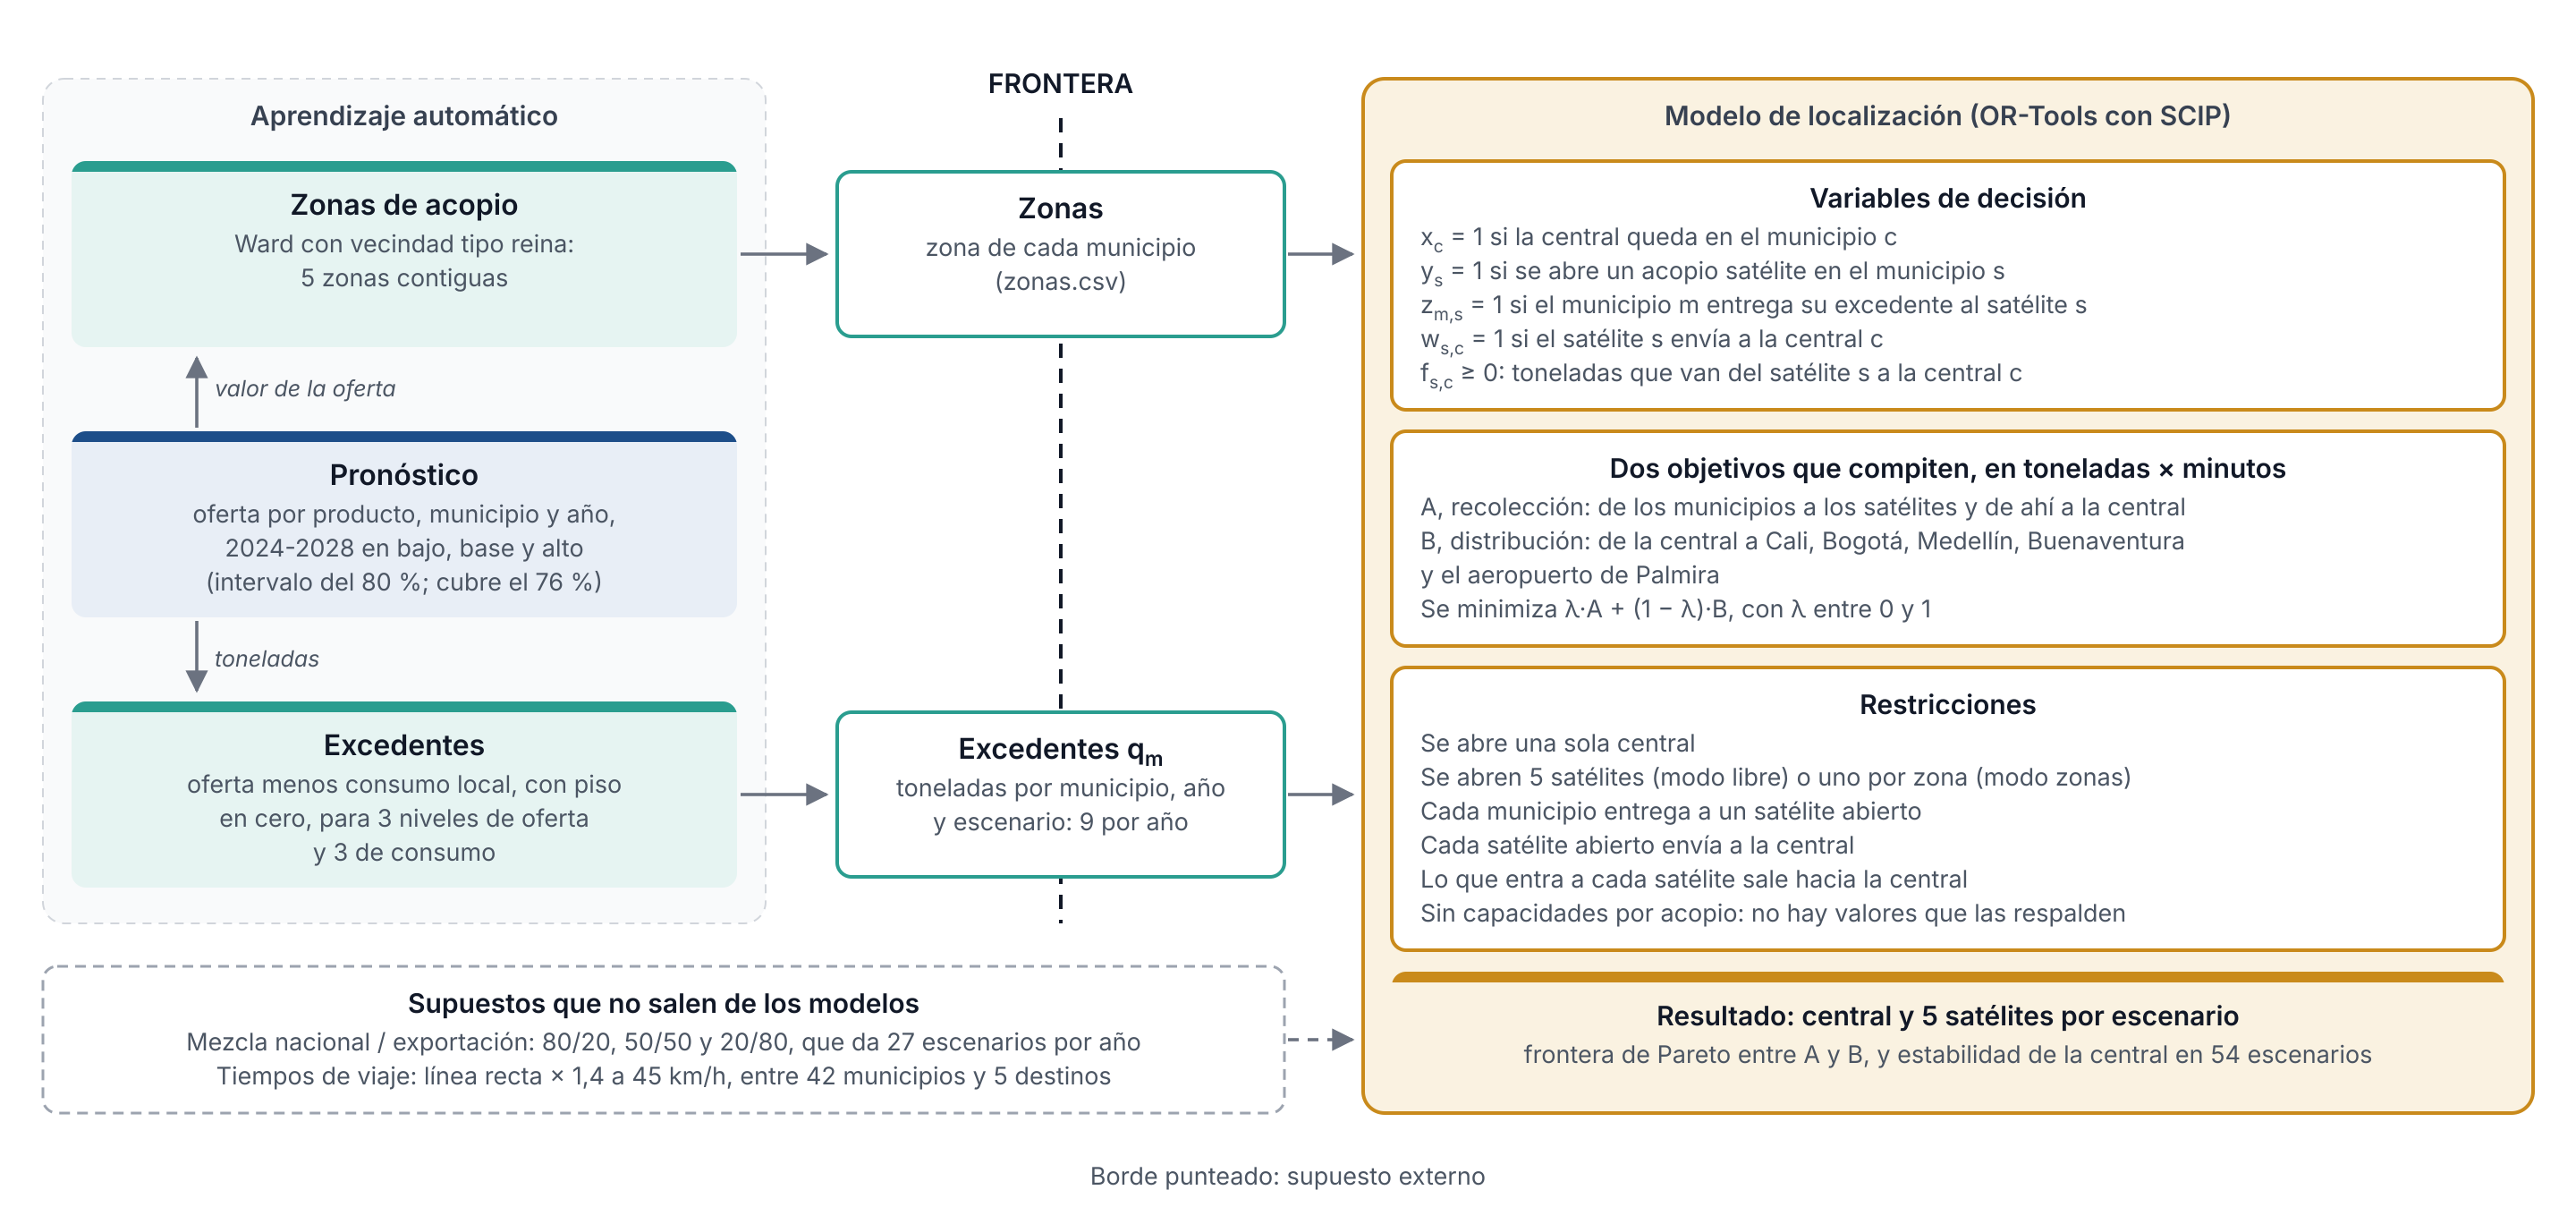 Aprendizaje automático
Zonas de acopio
Ward con vecindad tipo reina:
5 zonas contiguas
valor de la oferta
Pronóstico
oferta por producto, municipio y año,
2024-2028 en bajo, base y alto
(intervalo del 80 %; cubre el 76 %)
toneladas
Excedentes
oferta menos consumo local, con piso
en cero, para 3 niveles de oferta
y 3 de consumo
FRONTERA
Zonas
zona de cada municipio
(zonas.csv)
Excedentes qₘ
toneladas por municipio, año
y escenario: 9 por año
Supuestos que no salen de los modelos
Mezcla nacional / exportación: 80/20, 50/50 y 20/80, que da 27 escenarios por año
Tiempos de viaje: línea recta × 1,4 a 45 km/h, entre 42 municipios y 5 destinos
Modelo de localización (OR-Tools con SCIP)
Variables de decisión
x_c = 1 si la central queda en el municipio c
y_s = 1 si se abre un acopio satélite en el municipio s
z_m,s = 1 si el municipio m entrega su excedente al satélite s
w_s,c = 1 si el satélite s envía a la central c
f_s,c ≥ 0: toneladas que van del satélite s a la central c
Dos objetivos que compiten, en toneladas × minutos
A, recolección: de los municipios a los satélites y de ahí a la central
B, distribución: de la central a Cali, Bogotá, Medellín, Buenaventura
y el aeropuerto de Palmira
Se minimiza λ·A + (1 − λ)·B, con λ entre 0 y 1
Restricciones
Se abre una sola central
Se abren 5 satélites (modo libre) o uno por zona (modo zonas)
Cada municipio entrega a un satélite abierto
Cada satélite abierto envía a la central
Lo que entra a cada satélite sale hacia la central
Sin capacidades por acopio: no hay valores que las respalden
Resultado: central y 5 satélites por escenario
frontera de Pareto entre A y B, y estabilidad de la central en 54 escenarios
Borde punteado: supuesto externo